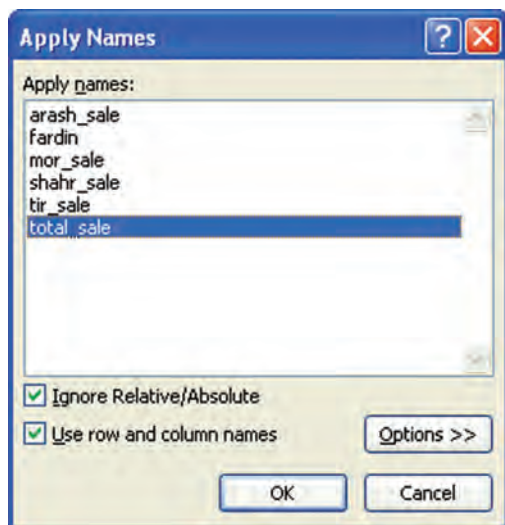 Apply Names
Apply names:
arash_sale
fardin
mor_sale
shahr_sale
tir_sale
total_sale
Ignore Relative/Absolute
Use row and column names
Options >>
OK
Cancel